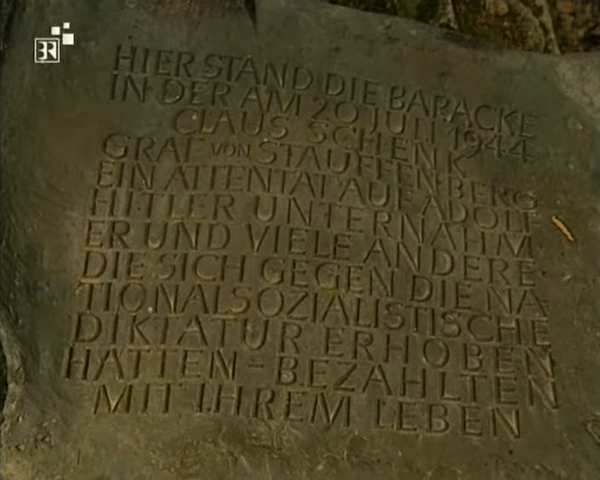 BR
HIER STAND DIE BARACKE
IN DER AM 20 JULI 1944
CLAUS SCHENK
GRAF VON STAUFFENBERG
EIN ATTENTAT AUF ADOLF
HITLER UNTERNAHM
ER UND VIELE ANDERE
DIE SICH GEGEN DIE NA-
TIONALSOZIALISTISCHE
DIKTATUR ERHOBEN
HATTEN - BEZAHLTEN
MIT IHREM LEBEN